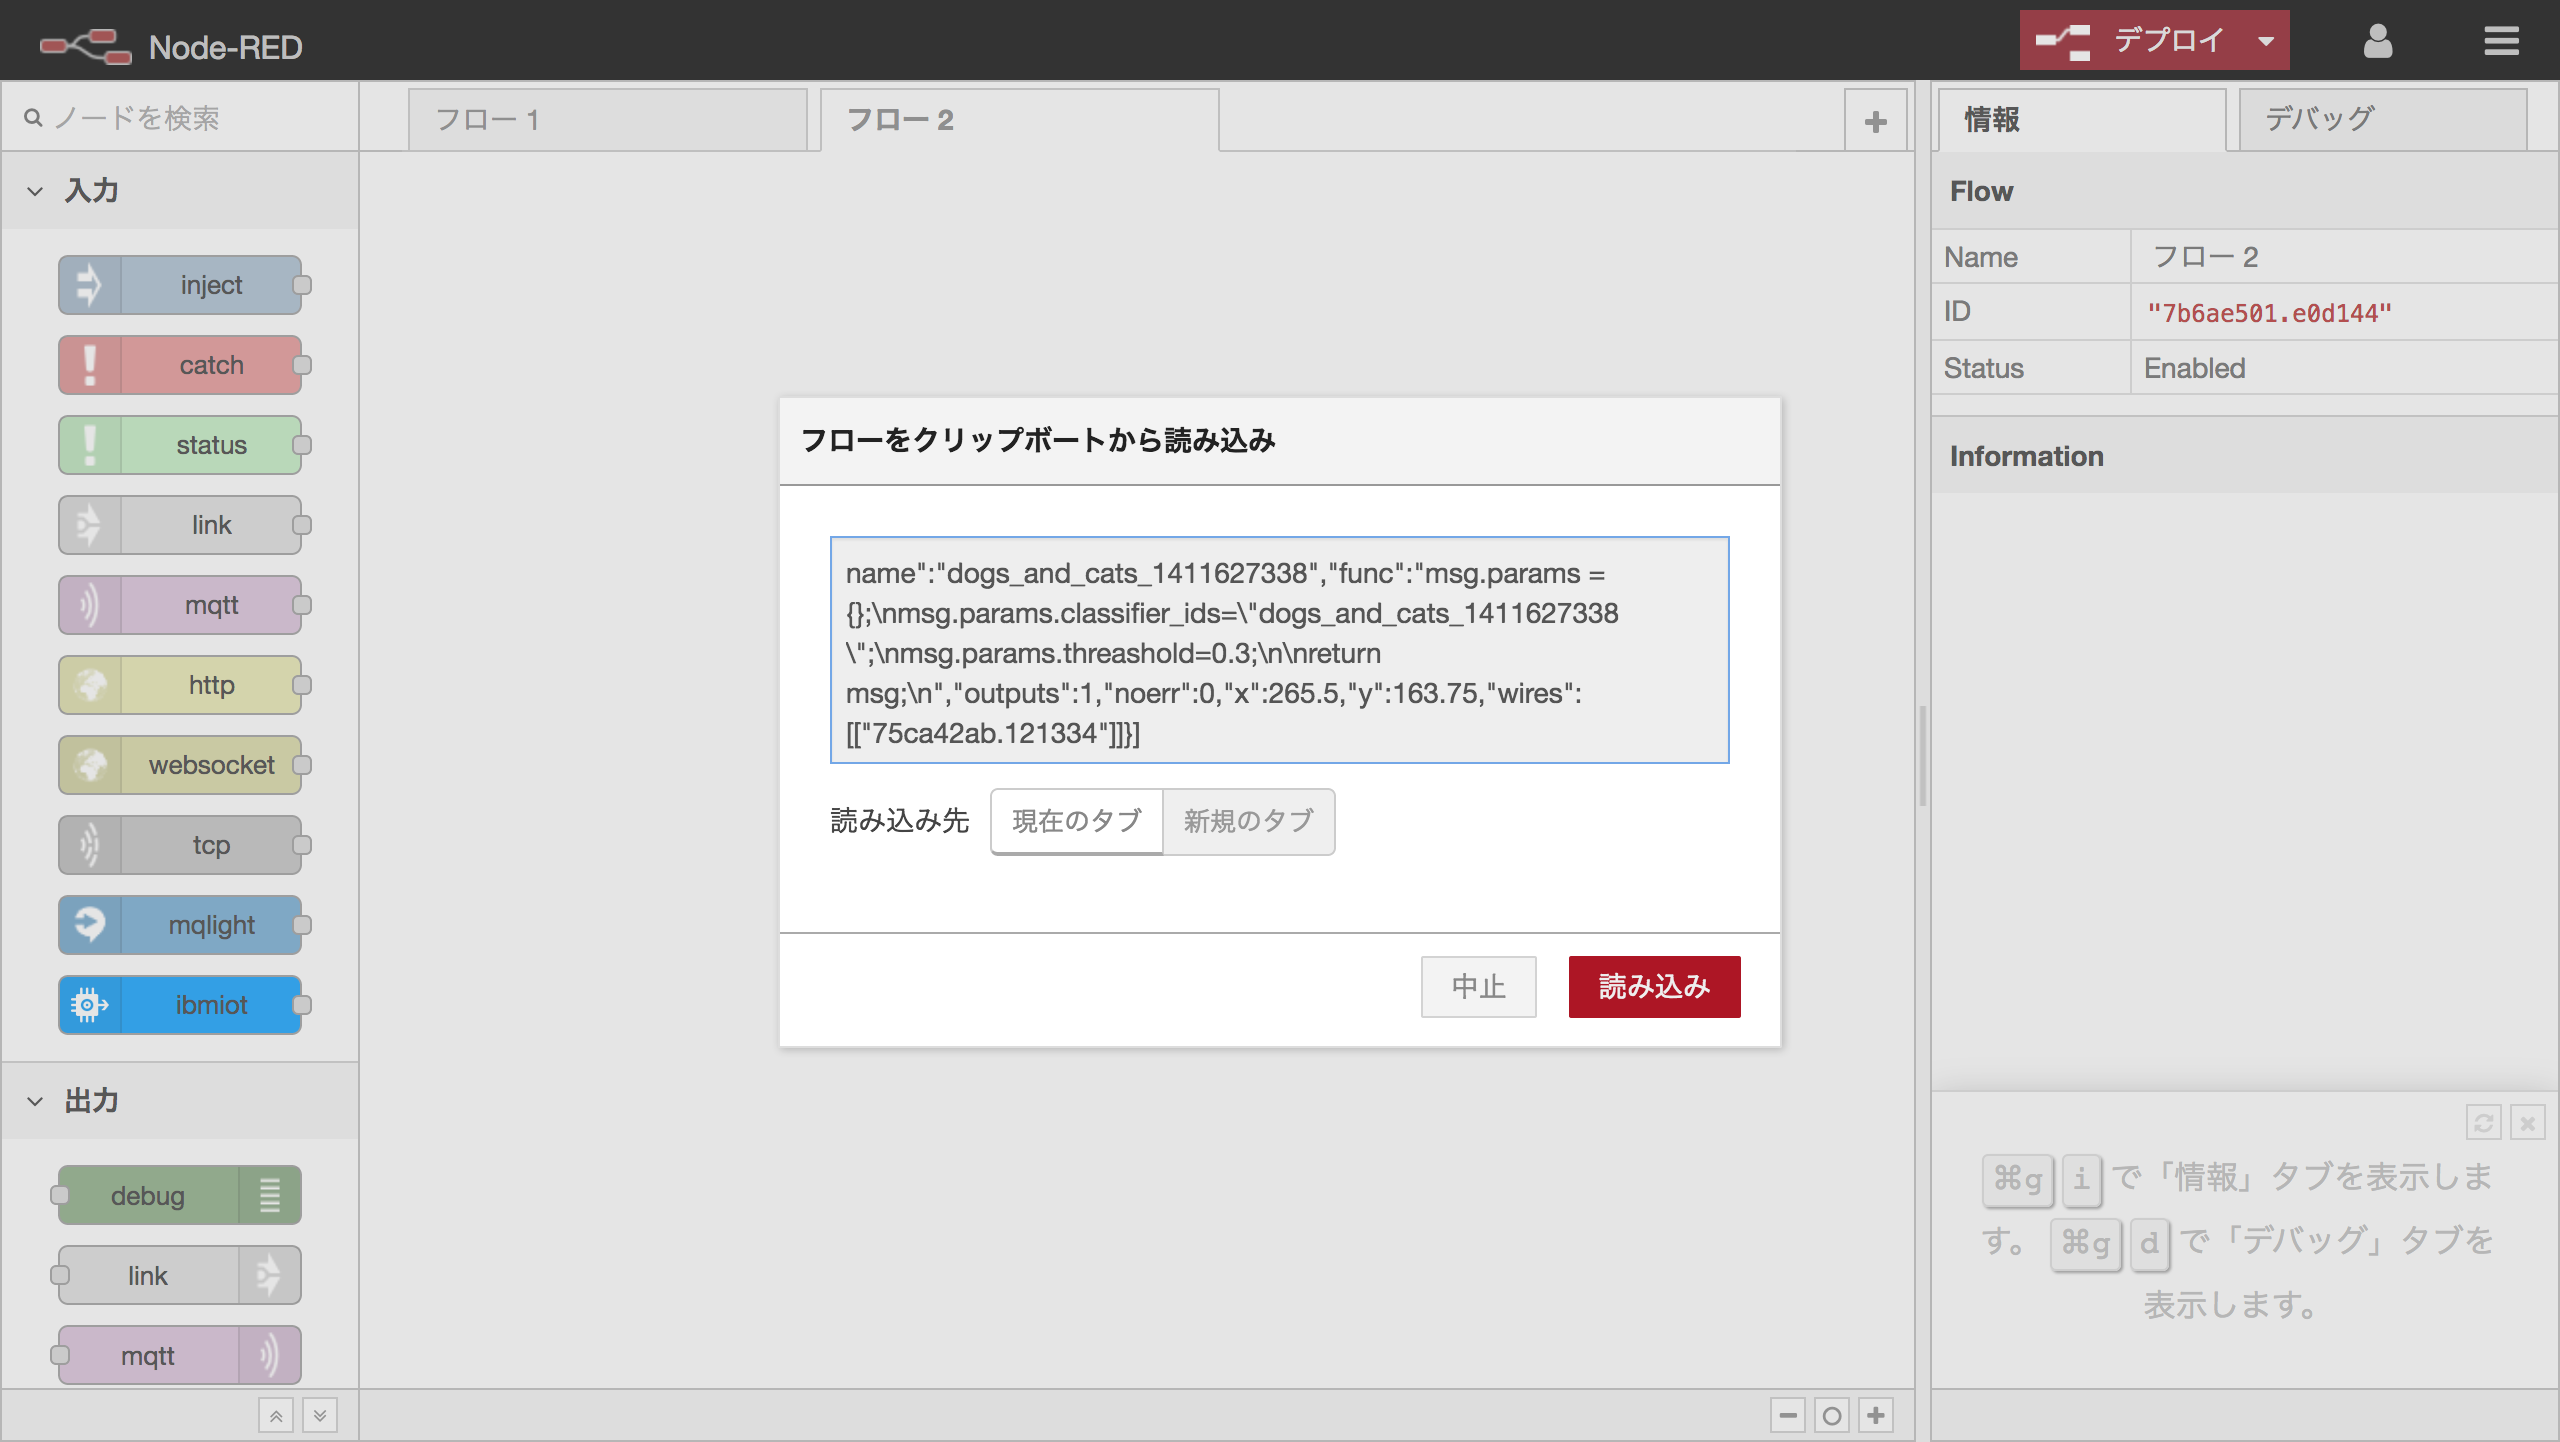 Node-RED
デプロイ
ノードを検索
フロー 1
フロー 2
情報
デバッグ
入力
inject
catch
status
link
mqtt
http
websocket
tcp
mqlight
ibmiot
出力
debug
link
mqtt
フローをクリップボートから読み込み
name":"dogs_and_cats_1411627338","func":"msg.params =
{};\nmsg.params.classifier_ids=\"dogs_and_cats_1411627338
\";\nmsg.params.threashold=0.3;\n\nreturn
msg;\n","outputs":1,"noerr":0,"x":265.5,"y":163.75,"wires":
[["75ca42ab.121334"]]}]
読み込み先
現在のタブ
新規のタブ
中止
読み込み
Flow
Name フロー 2
ID "7b6ae501.e0d144"
Status Enabled
Information
⌘g i で「情報」タブを表示しま
す。 ⌘g d で「デバッグ」タブを
表示します。